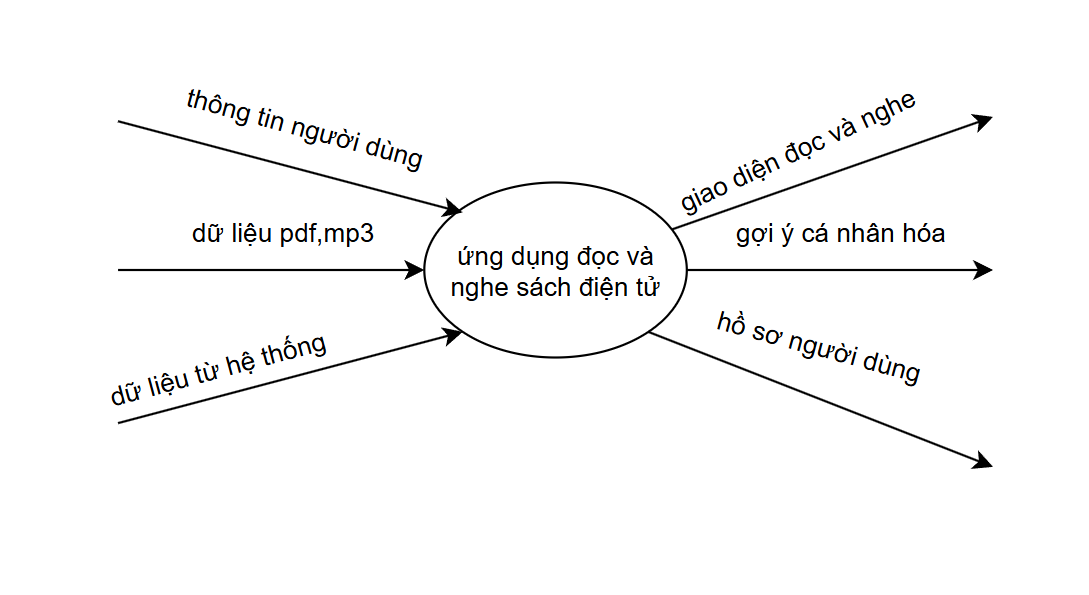 thông tin người dùng
dữ liệu pdf,mp3
dữ liệu từ hệ thống
ứng dụng đọc và
nghe sách điện tử
giao diện đọc và nghe
gợi ý cá nhân hóa
hồ sơ người dùng